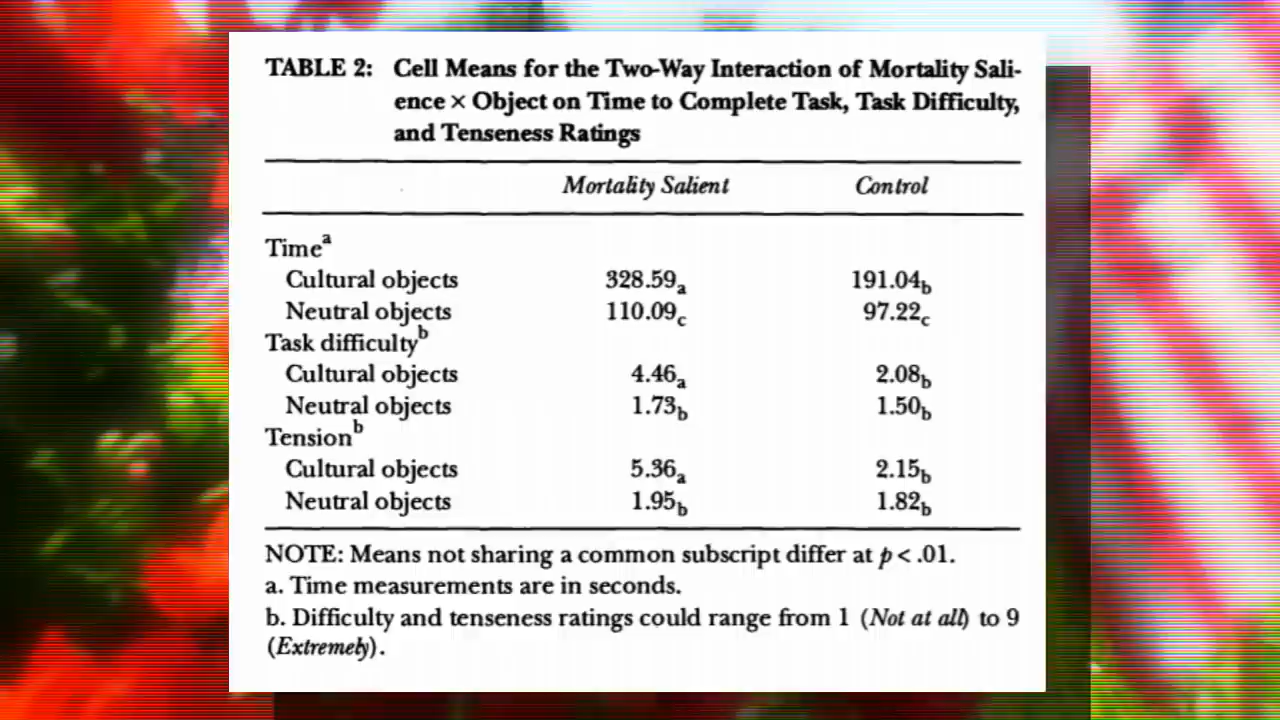 TABLE 2: Cell Means for the Two-Way Interaction of Mortality Sali-
ence × Object on Time to Complete Task, Task Difficulty,
and Tenseness Ratings
Mortality Salient Control
Timeᵃ
Cultural objects 328.59ₐ 191.04b
Neutral objects 110.09c 97.22c
Task difficultyᵇ
Cultural objects 4.46ₐ 2.08b
Neutral objects 1.73b 1.50b
Tensionᵇ
Cultural objects 5.36ₐ 2.15b
Neutral objects 1.95b 1.82b
NOTE: Means not sharing a common subscript differ at p < .01.
a. Time measurements are in seconds.
b. Difficulty and tenseness ratings could range from 1 (Not at all) to 9
(Extremely).